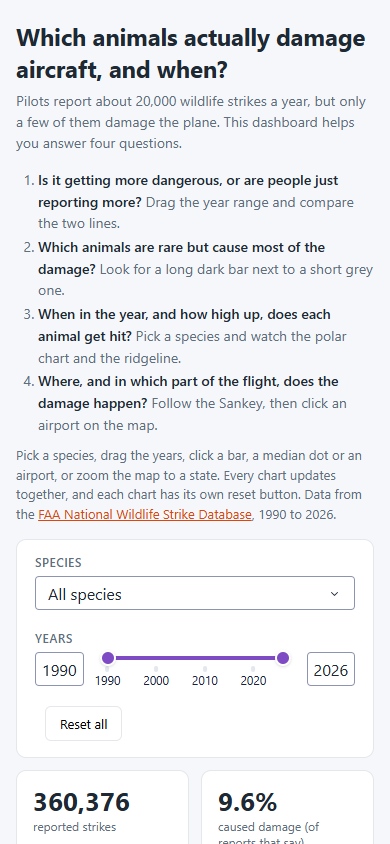 Which animals actually damage
aircraft, and when?
Pilots report about 20,000 wildlife strikes a year, but only
a few of them damage the plane. This dashboard helps
you answer four questions.
1. Is it getting more dangerous, or are people just
reporting more? Drag the year range and compare
the two lines.
2. Which animals are rare but cause most of the
damage? Look for a long dark bar next to a short grey
one.
3. When in the year, and how high up, does each
animal get hit? Pick a species and watch the polar
chart and the ridgeline.
4. Where, and in which part of the flight, does the
damage happen? Follow the Sankey, then click an
airport on the map.
Pick a species, drag the years, click a bar, a median dot or an
airport, or zoom the map to a state. Every chart updates
together, and each chart has its own reset button. Data from
the FAA National Wildlife Strike Database, 1990 to 2026.
SPECIES
All species
YEARS
1990
2026
1990 2000 2010 2020
Reset all
360,376
reported strikes
9.6%
caused damage (of
reports that say)